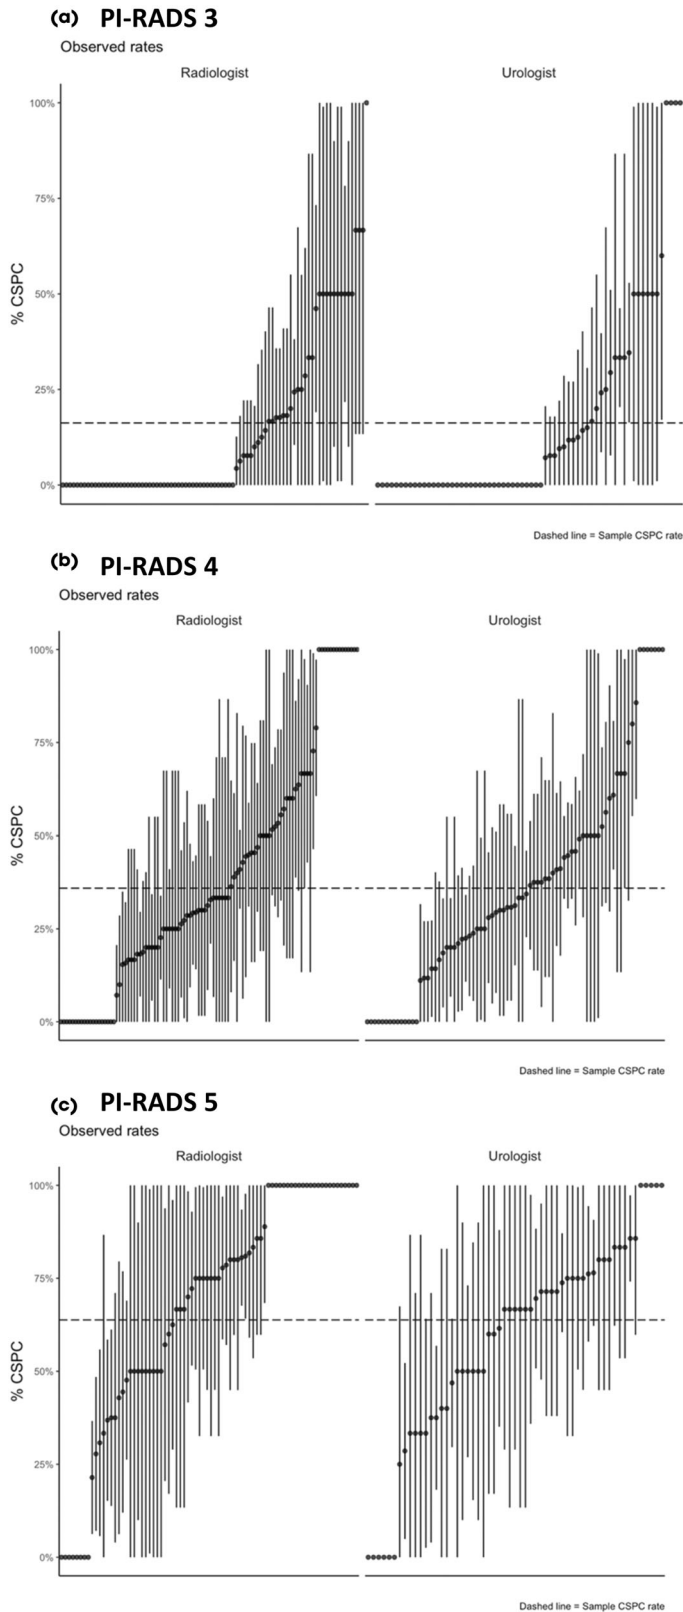 (a) PI-RADS 3
Observed rates
Radiologist Urologist
100%
75%
50%
25%
0%
% CSPC
Dashed line = Sample CSPC rate
(b) PI-RADS 4
Observed rates
Radiologist Urologist
100%
75%
50%
25%
0%
% CSPC
Dashed line = Sample CSPC rate
(c) PI-RADS 5
Observed rates
Radiologist Urologist
100%
75%
50%
25%
0%
% CSPC
Dashed line = Sample CSPC rate